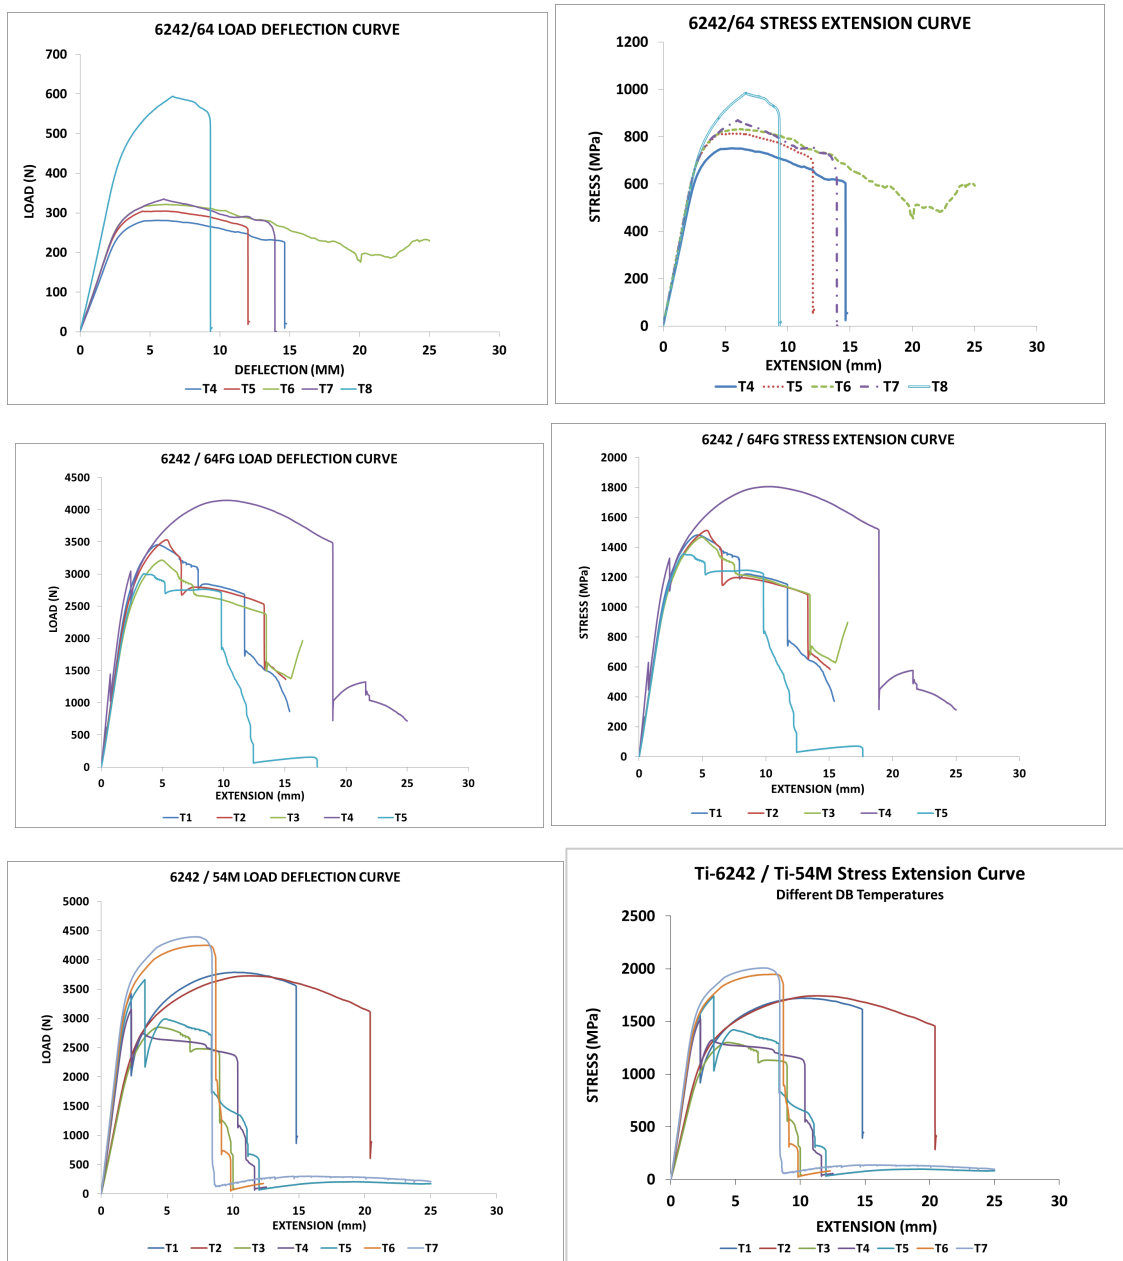 6242/64 LOAD DEFLECTION CURVE
LOAD (N)
700
600
500
400
300
200
100
0
0 5 10 15 20 25 30
DEFLECTION (MM)
T4 T5 T6 T7 T8
6242/64 STRESS EXTENSION CURVE
STRESS (MPa)
1200
1000
800
600
400
200
0
0 5 10 15 20 25 30
EXTENSION (mm)
T4 T5 T6 T7 T8
6242 / 64FG LOAD DEFLECTION CURVE
LOAD (N)
4500
4000
3500
3000
2500
2000
1500
1000
500
0
0 5 10 15 20 25 30
EXTENSION (mm)
T1 T2 T3 T4 T5
6242 / 64FG STRESS EXTENSION CURVE
STRESS (MPa)
2000
1800
1600
1400
1200
1000
800
600
400
200
0
0 5 10 15 20 25 30
EXTENSION (mm)
T1 T2 T3 T4 T5
6242 / 54M LOAD DEFLECTION CURVE
LOAD (N)
5000
4500
4000
3500
3000
2500
2000
1500
1000
500
0
0 5 10 15 20 25 30
EXTENSION (mm)
T1 T2 T3 T4 T5 T6 T7
Ti-6242 / Ti-54M Stress Extension Curve
Different DB Temperatures
STRESS (MPa)
2500
2000
1500
1000
500
0
0 5 10 15 20 25 30
EXTENSION (mm)
T1 T2 T3 T4 T5 T6 T7